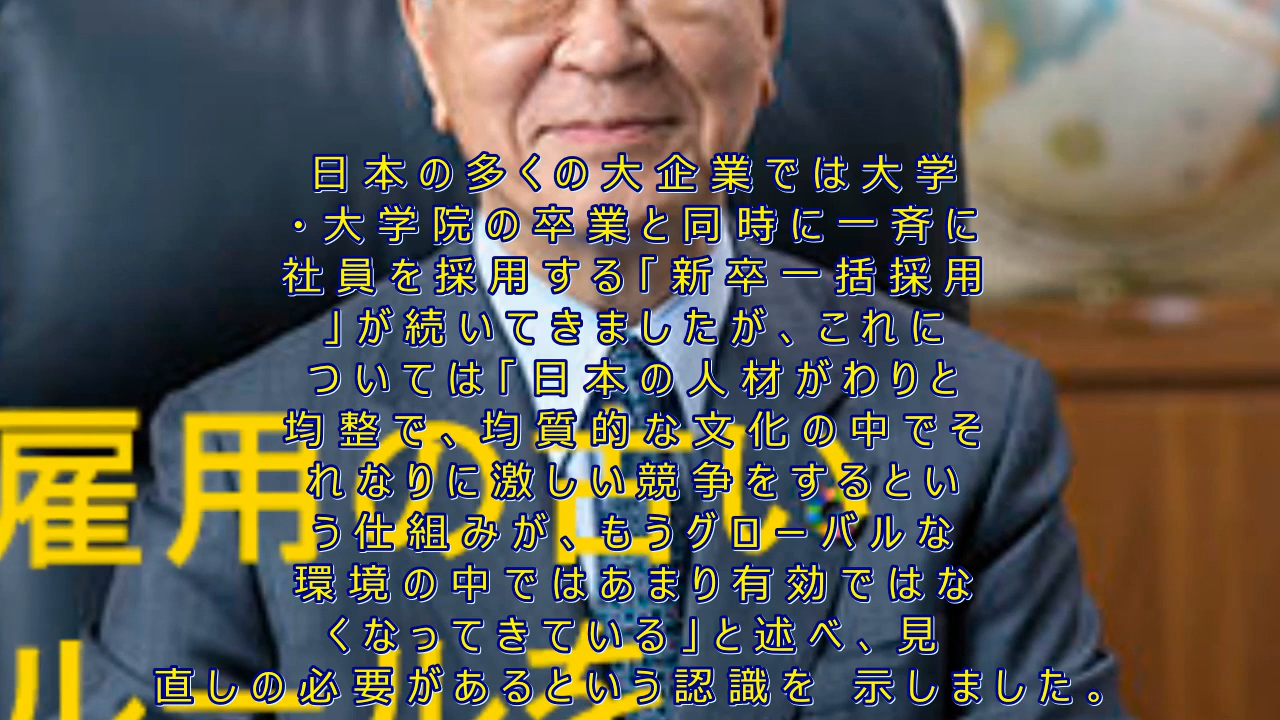 日本の多くの大企業では大学
・大学院の卒業と同時に一斉に
社員を採用する「新卒一括採用
」が続いてきましたが、これに
ついては「日本の人材がわりと
均整で、均質的な文化の中でそ
れなりに激しい競争をするとい
う仕組みが、もうグローバルな
環境の中ではあまり有効ではな
くなってきている」と述べ、見
直しの必要があるという認識を 示しました。
雇用の古い
ルールを